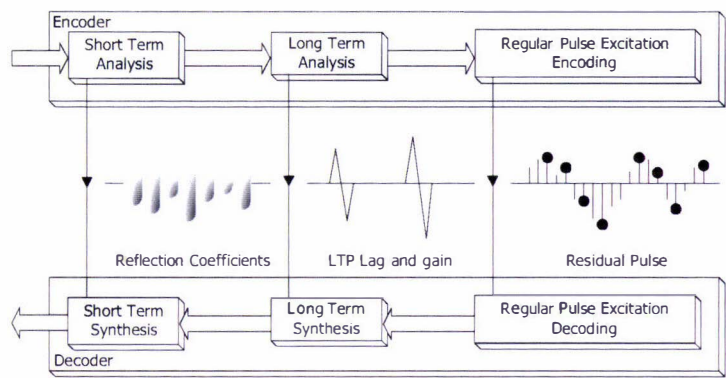 Encoder
Short Term
Analysis
Long Term
Analysis
Regular Pulse Excitation
Encoding
Reflection Coefficients
LTP Lag and gain
Residual Pulse
Short Term
Synthesis
Long Term
Synthesis
Regular Pulse Excitation
Decoding
Decoder